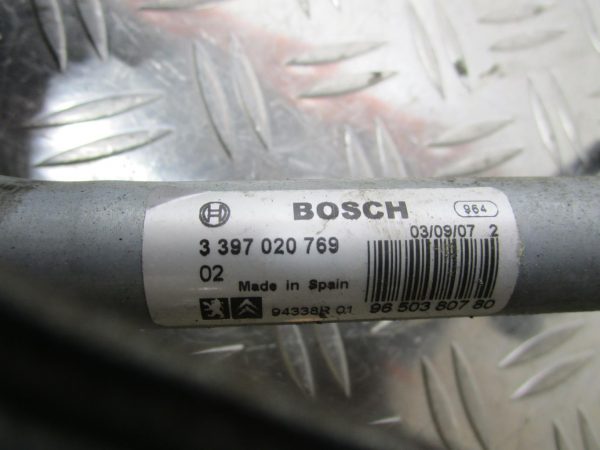 BOSCH 964
03/09/07 2
3 397 020 769
02
Made in Spain
94338R 01
96 503 807 80